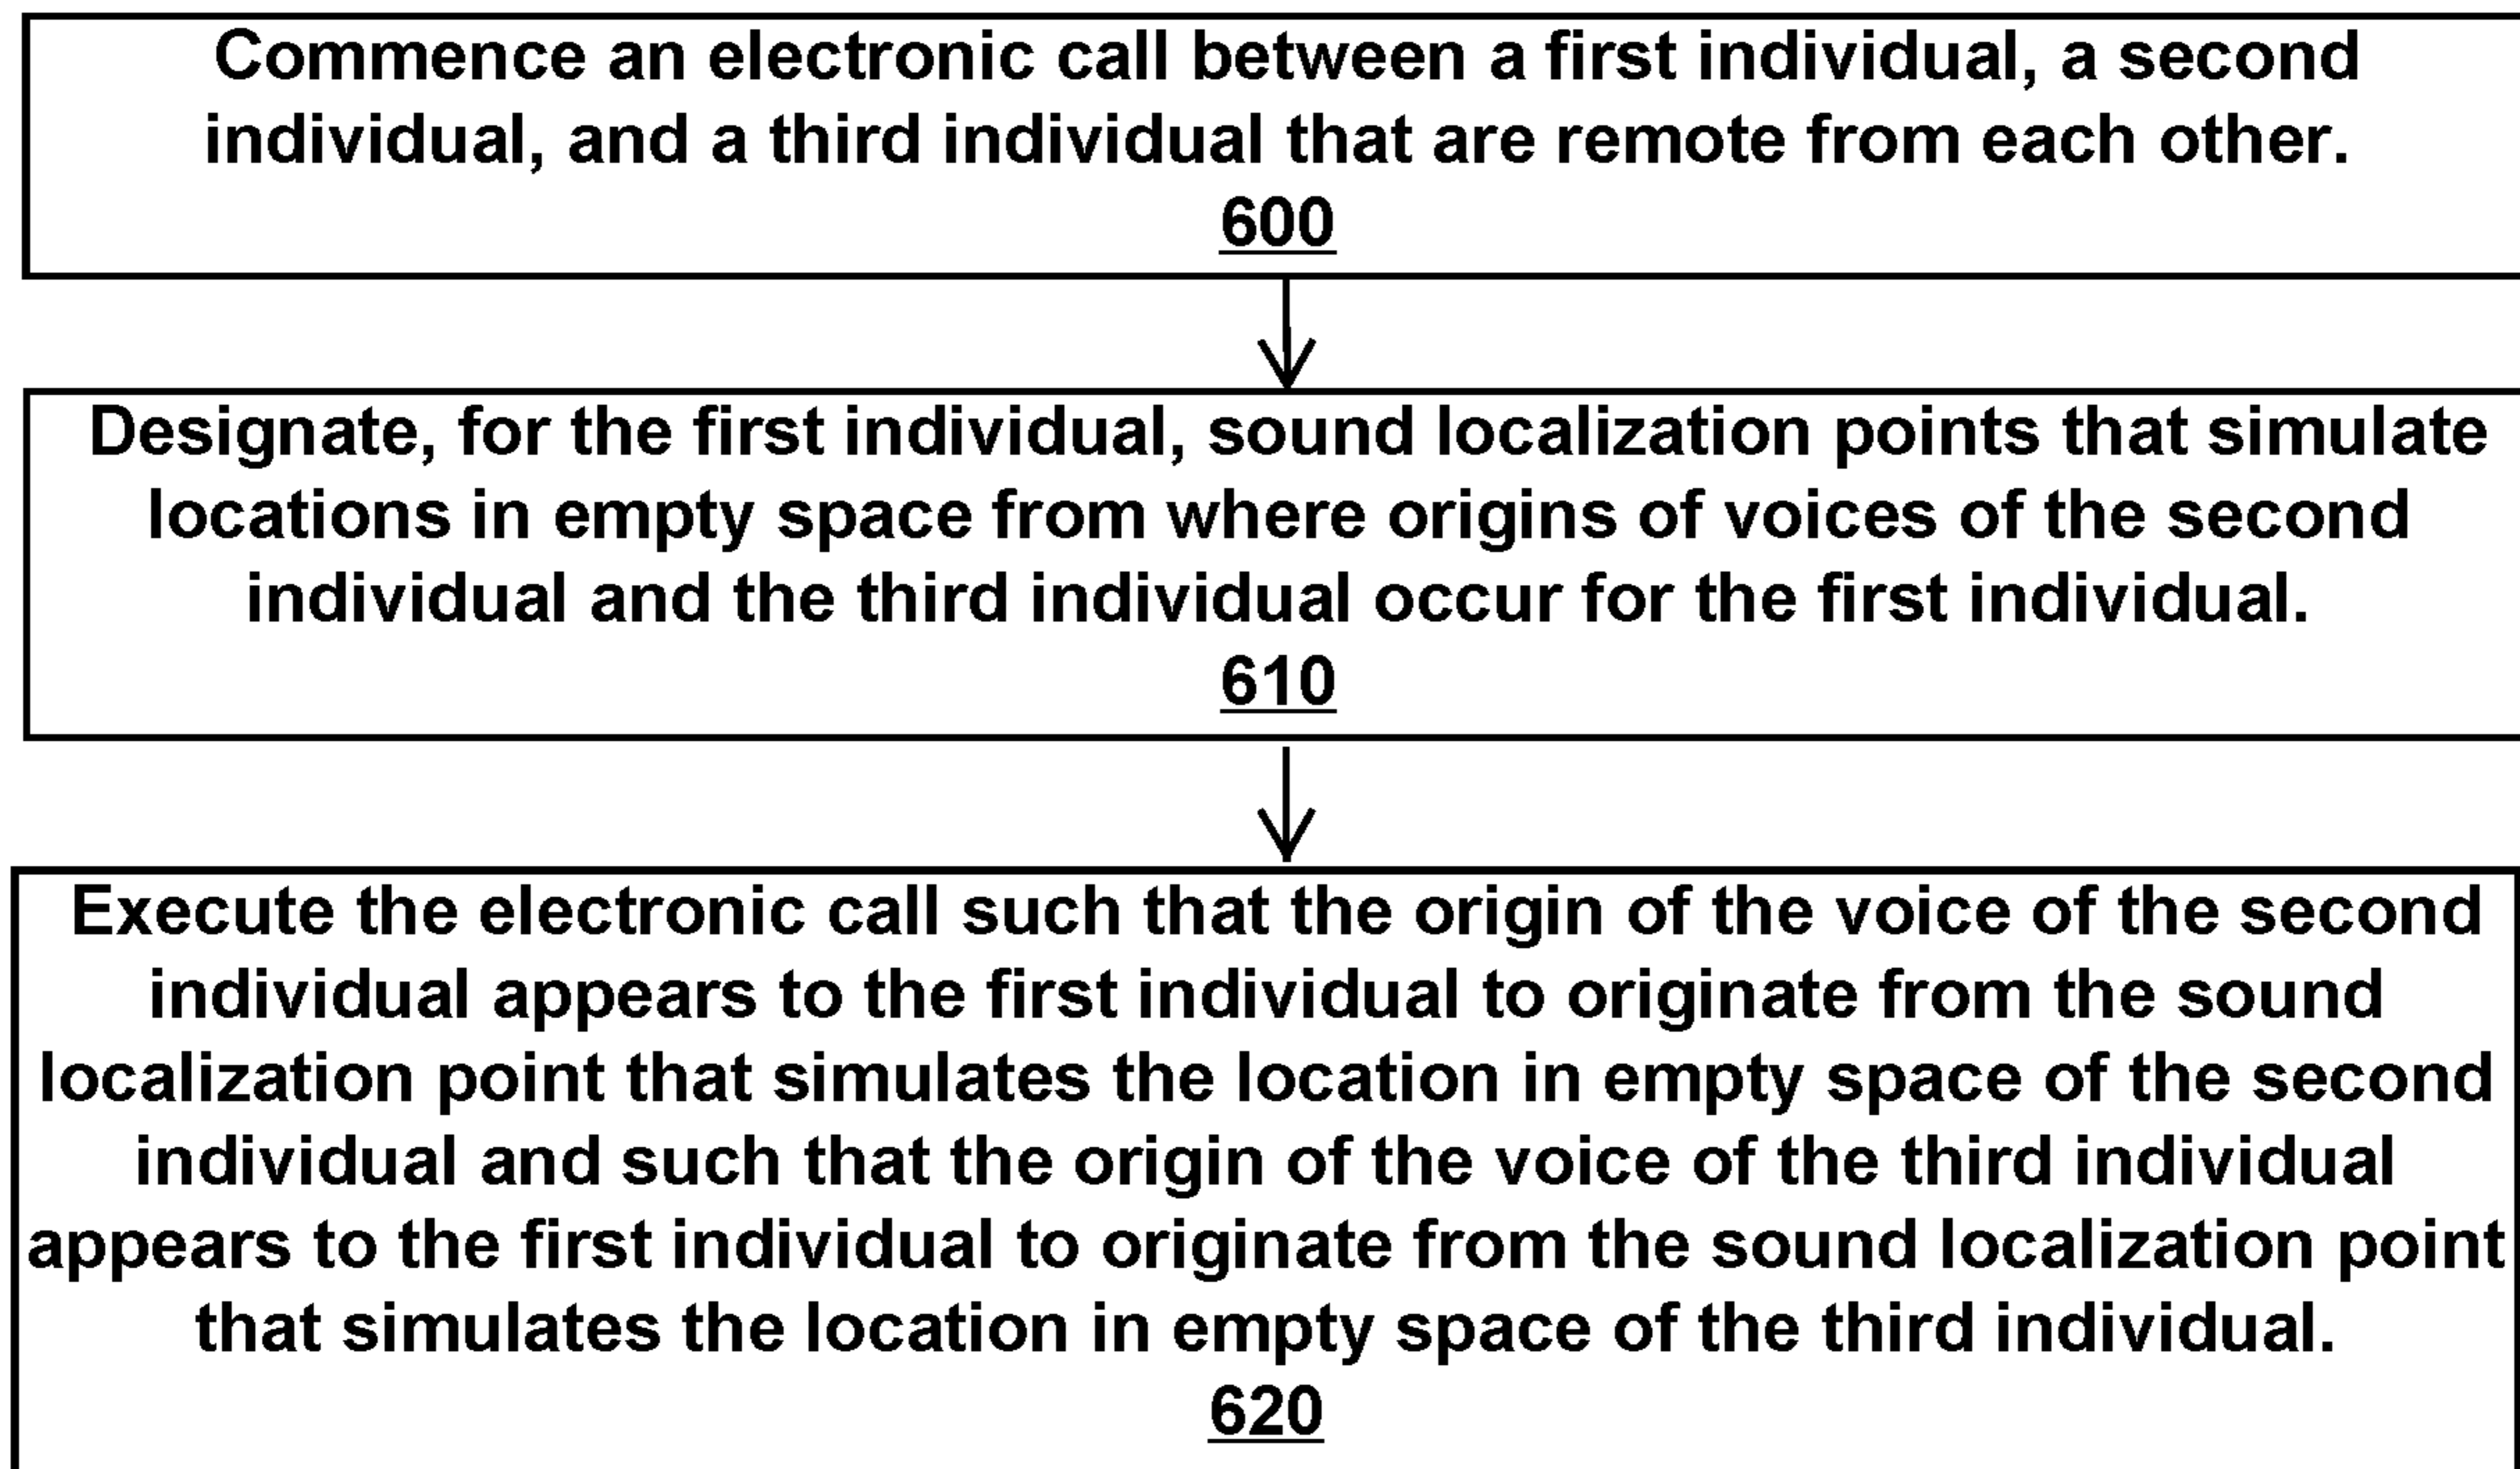 Commence an electronic call between a first individual, a second
individual, and a third individual that are remote from each other.
600
Designate, for the first individual, sound localization points that simulate
locations in empty space from where origins of voices of the second
individual and the third individual occur for the first individual.
610
Execute the electronic call such that the origin of the voice of the second
individual appears to the first individual to originate from the sound
localization point that simulates the location in empty space of the second
individual and such that the origin of the voice of the third individual
appears to the first individual to originate from the sound localization point
that simulates the location in empty space of the third individual.
620